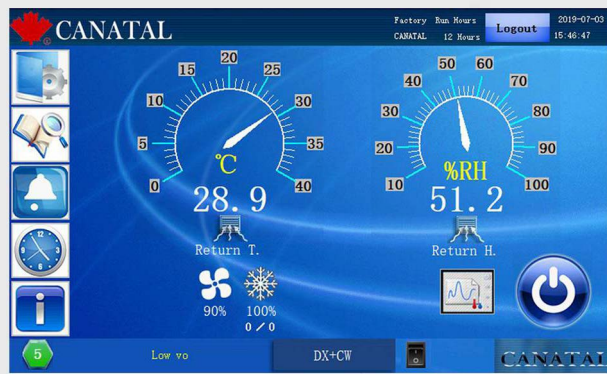 CANATAL
Factory Run Hours
CANATAL 12 Hours
Logout
2019-07-03
15:46:47
0
5
10
15
20
25
30
35
40
℃
28.9
Return T.
10
20
30
40
50
60
70
80
90
100
%RH
51.2
Return H.
90%
100%
0/0
5
Low vo
DX+CW
CANATAL